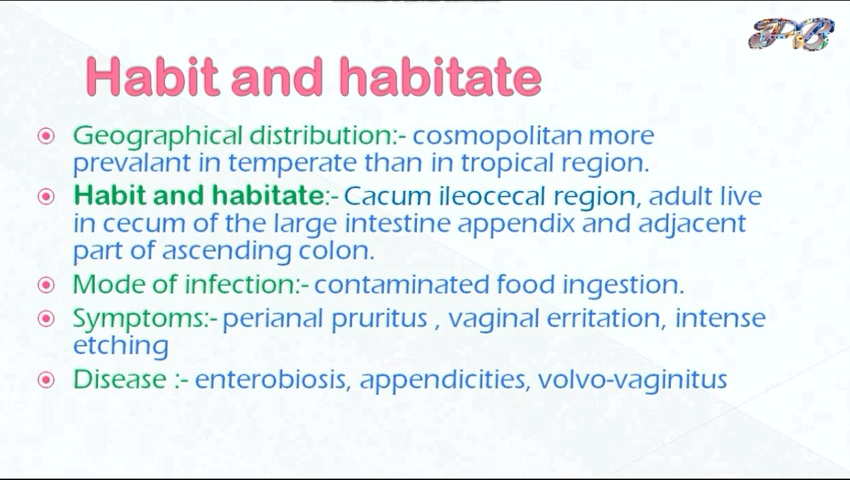 PB
Habit and habitate
Geographical distribution:- cosmopolitan more
prevalant in temperate than in tropical region.
Habit and habitate:- Cacum ileocecal region, adult live
in cecum of the large intestine appendix and adjacent
part of ascending colon.
Mode of infection:- contaminated food ingestion.
Symptoms:- perianal pruritus , vaginal erritation, intense
etching
Disease :- enterobiosis, appendicities, volvo-vaginitus